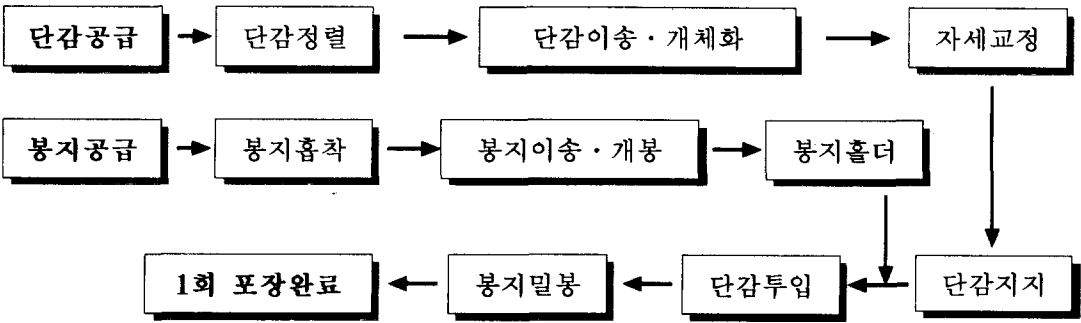 단감공급 단감정렬 단감이송·개체화 자세교정
봉지공급 봉지흡착 봉지이송·개봉 봉지홀더
1회 포장완료 봉지밀봉 단감투입 단감지지